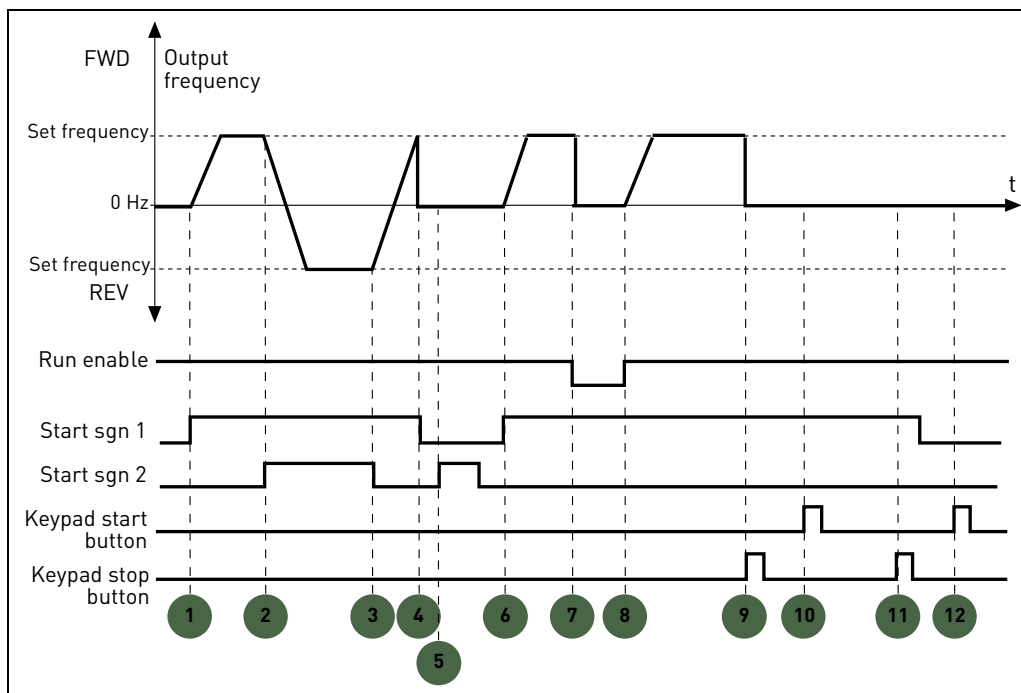 FWD
Output
frequency
Set frequency
0 Hz
t
Set frequency
REV
Run enable
Start sgn 1
Start sgn 2
Keypad start
button
Keypad stop
button
1 2 3 4 6 7 8 9 10 11 12
5